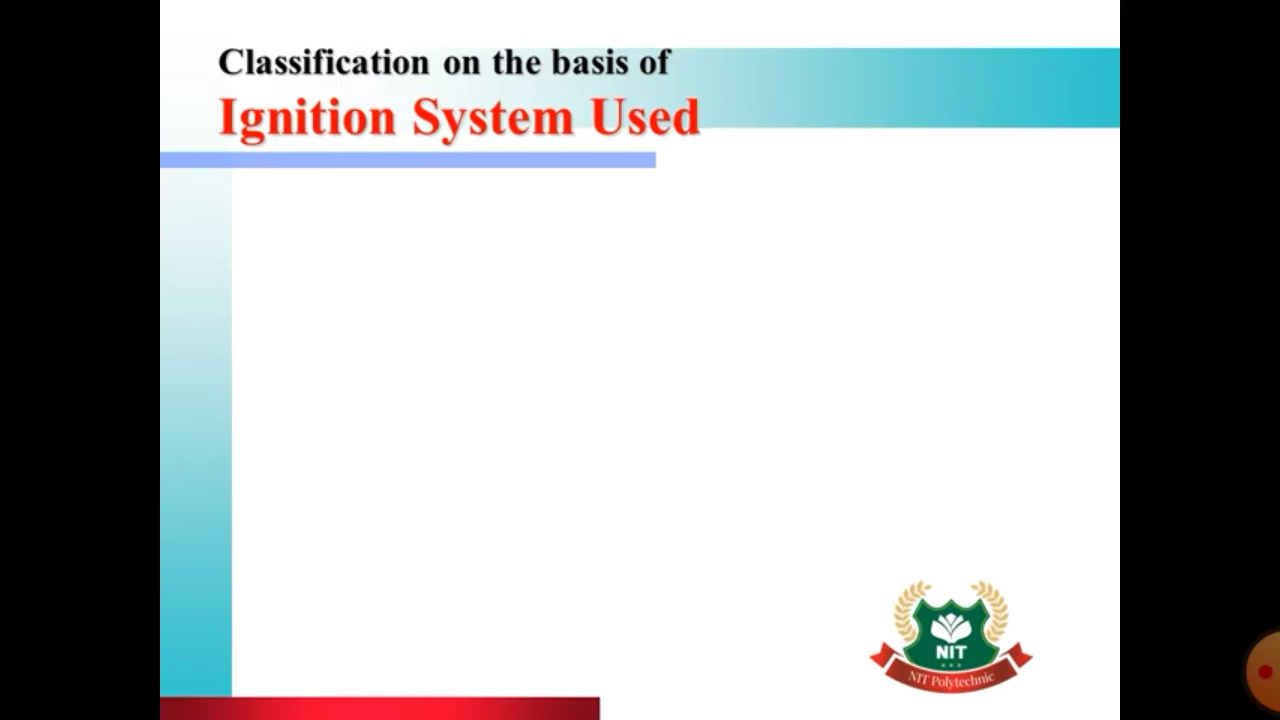 Classification on the basis of
Ignition System Used
NIT
NIT Polytechnic